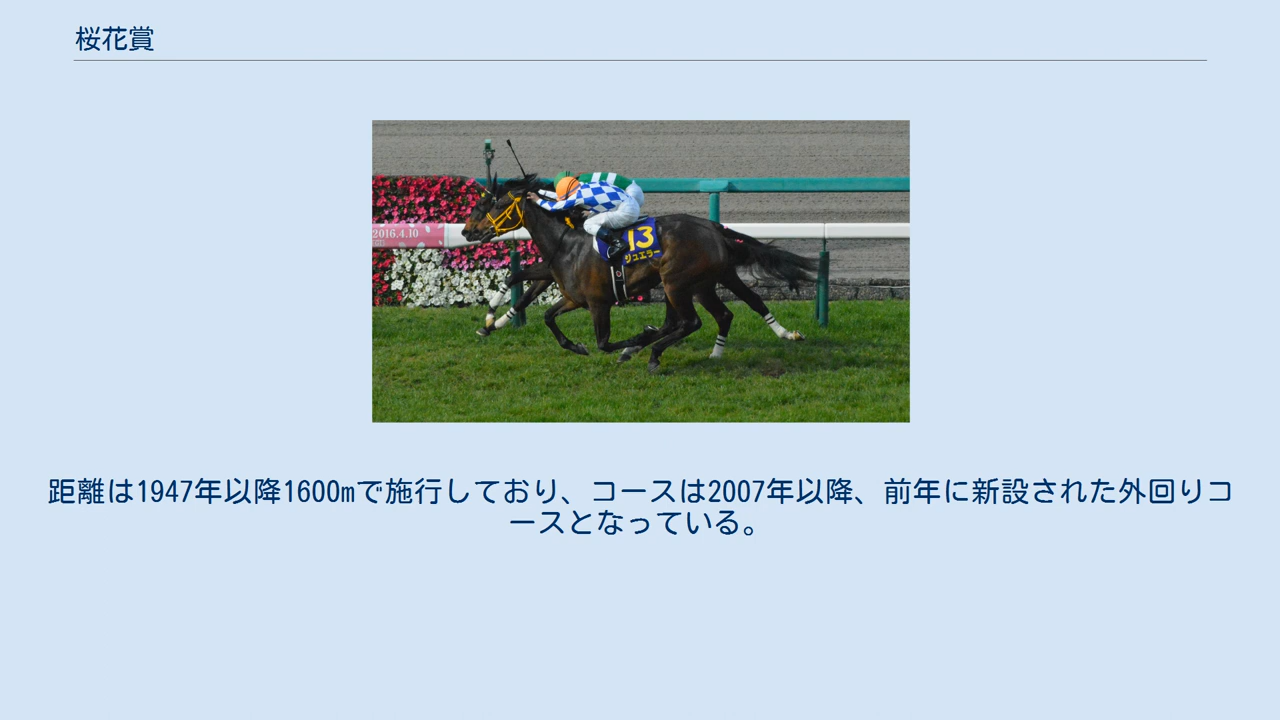 桜花賞
2016.4.10
13
ジュエラー
距離は1947年以降1600mで施行しており、コースは2007年以降、前年に新設された外回りコ
ースとなっている。